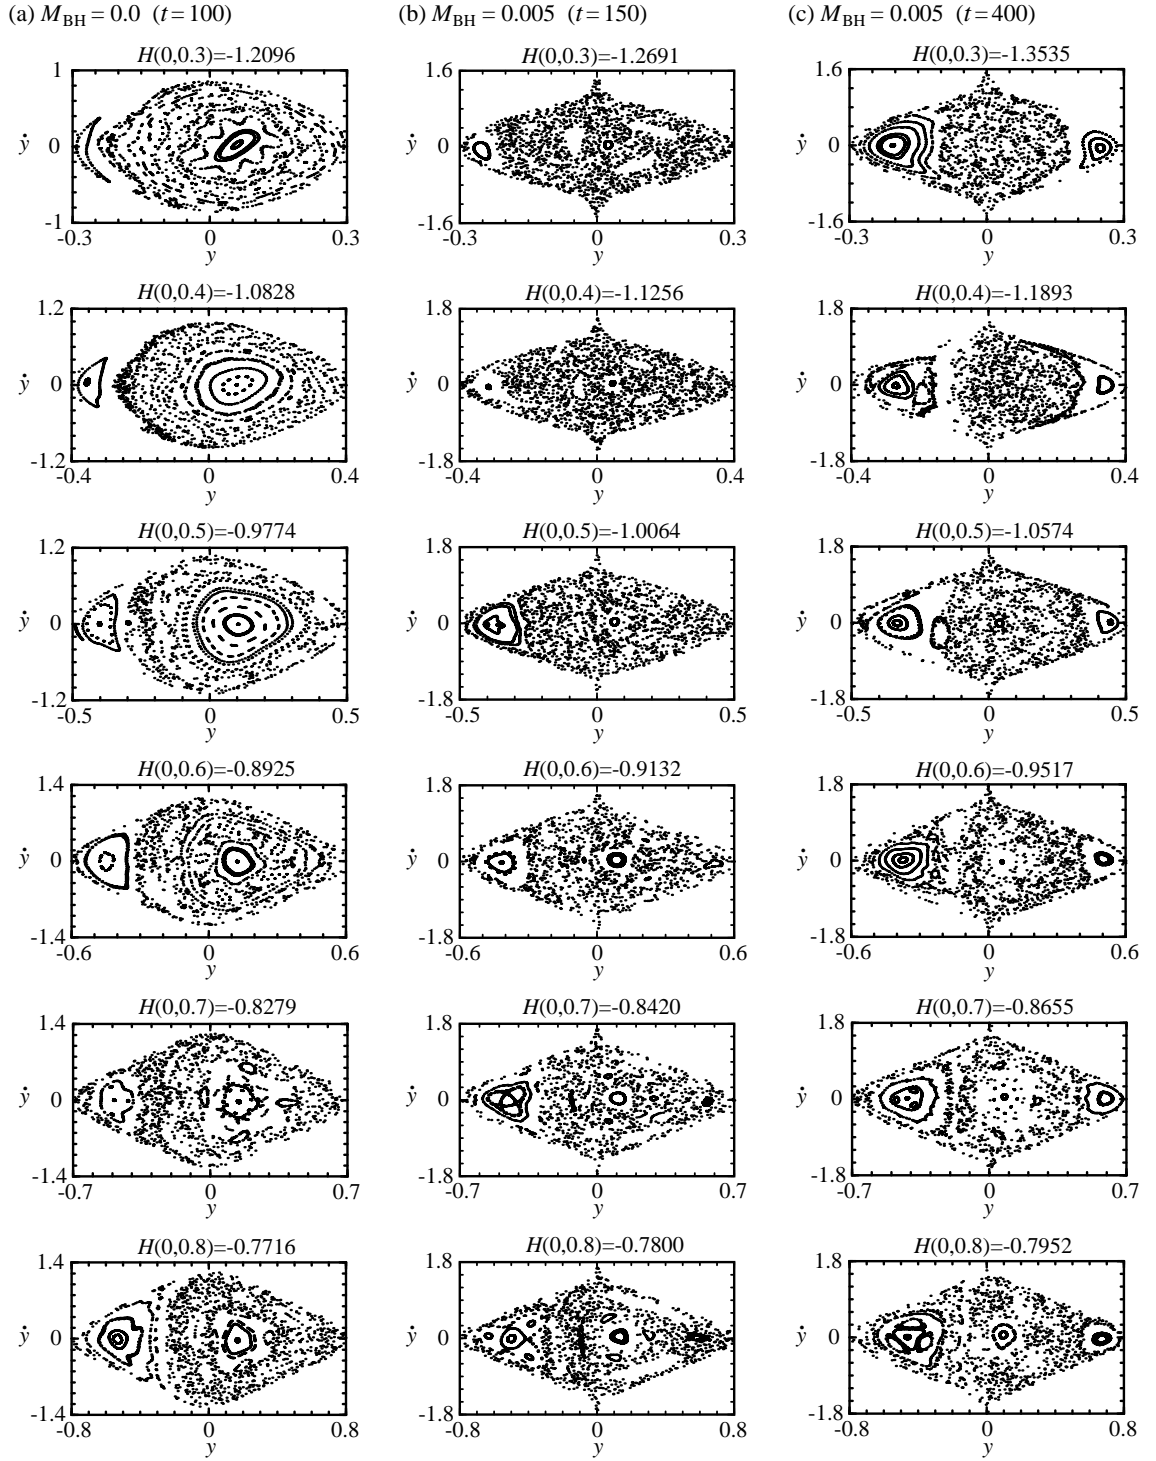 (a) M_BH = 0.0 (t=100)
(b) M_BH = 0.005 (t=150)
(c) M_BH = 0.005 (t=400)
H(0,0.3)=-1.2096
1
ẏ 0
-1
-0.3 0 0.3
y
H(0,0.3)=-1.2691
1.6
ẏ 0
-1.6
-0.3 0 0.3
y
H(0,0.3)=-1.3535
1.6
ẏ 0
-1.6
-0.3 0 0.3
y
H(0,0.4)=-1.0828
1.2
ẏ 0
-1.2
-0.4 0 0.4
y
H(0,0.4)=-1.1256
1.8
ẏ 0
-1.8
-0.4 0 0.4
y
H(0,0.4)=-1.1893
1.8
ẏ 0
-1.8
-0.4 0 0.4
y
H(0,0.5)=-0.9774
1.2
ẏ 0
-1.2
-0.5 0 0.5
y
H(0,0.5)=-1.0064
1.8
ẏ 0
-1.8
-0.5 0 0.5
y
H(0,0.5)=-1.0574
1.8
ẏ 0
-1.8
-0.5 0 0.5
y
H(0,0.6)=-0.8925
1.4
ẏ 0
-1.4
-0.6 0 0.6
y
H(0,0.6)=-0.9132
1.8
ẏ 0
-1.8
-0.6 0 0.6
y
H(0,0.6)=-0.9517
1.8
ẏ 0
-1.8
-0.6 0 0.6
y
H(0,0.7)=-0.8279
1.4
ẏ 0
-1.4
-0.7 0 0.7
y
H(0,0.7)=-0.8420
1.8
ẏ 0
-1.8
-0.7 0 0.7
y
H(0,0.7)=-0.8655
1.8
ẏ 0
-1.8
-0.7 0 0.7
y
H(0,0.8)=-0.7716
1.4
ẏ 0
-1.4
-0.8 0 0.8
y
H(0,0.8)=-0.7800
1.8
ẏ 0
-1.8
-0.8 0 0.8
y
H(0,0.8)=-0.7952
1.8
ẏ 0
-1.8
-0.8 0 0.8
y